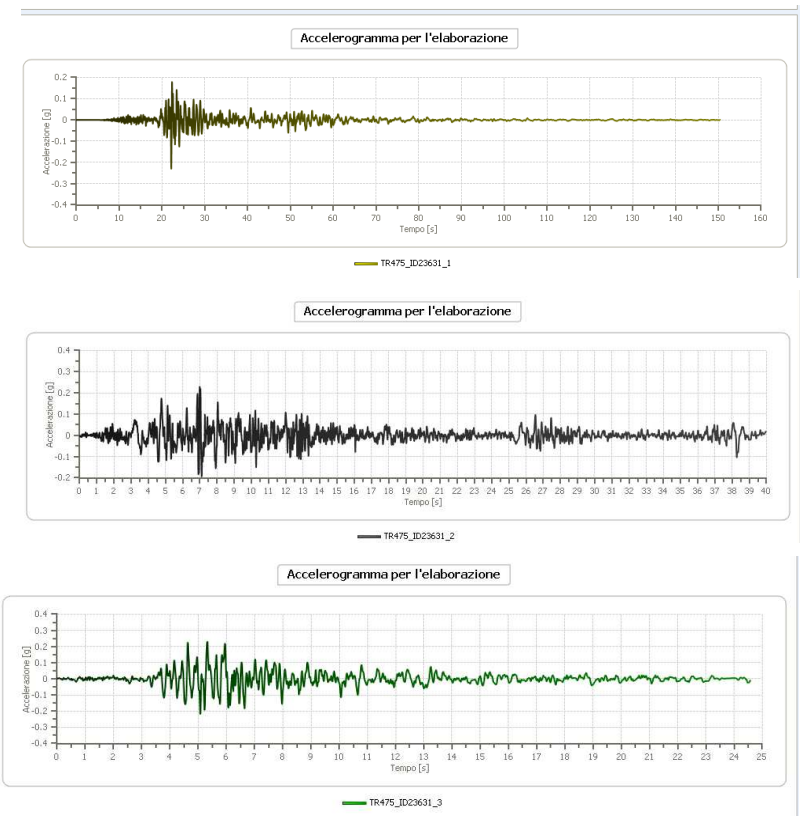 Accelerogramma per l'elaborazione
Accelerazione [g]
0.2
0.1
0
-0.1
-0.2
-0.3
-0.4
0 10 20 30 40 50 60 70 80 90 100 110 120 130 140 150 160
Tempo [s]
TR475_ID23631_1
Accelerogramma per l'elaborazione
Accelerazione [g]
0.4
0.3
0.2
0.1
0
-0.1
-0.2
0 1 2 3 4 5 6 7 8 9 10 11 12 13 14 15 16 17 18 19 20 21 22 23 24 25 26 27 28 29 30 31 32 33 34 35 36 37 38 39 40
Tempo [s]
TR475_ID23631_2
Accelerogramma per l'elaborazione
Accelerazione [g]
0.4
0.3
0.2
0.1
0
-0.1
-0.2
-0.3
-0.4
0 1 2 3 4 5 6 7 8 9 10 11 12 13 14 15 16 17 18 19 20 21 22 23 24 25
Tempo [s]
TR475_ID23631_3